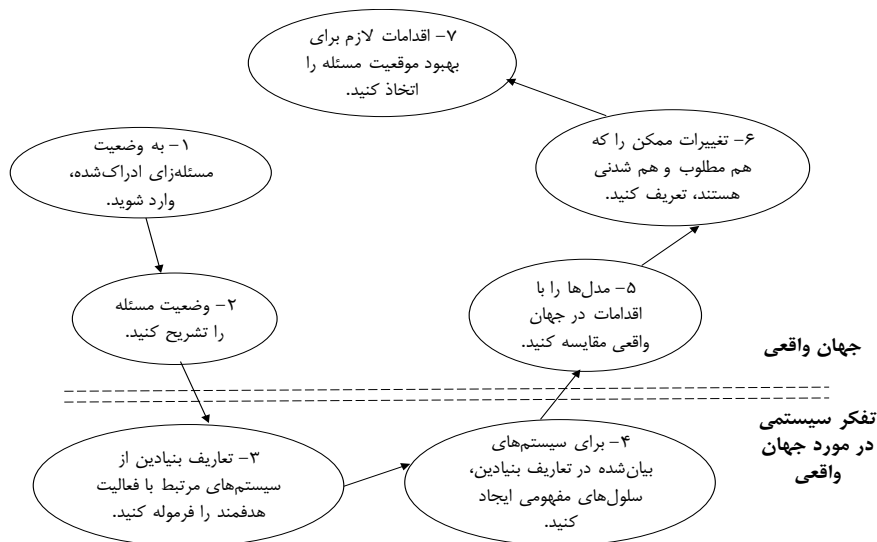 ۷– اقدامات لازم برای
بهبود موقعیت مسئله را
اتخاذ کنید.
۱– به وضعیت
مسئله‌زای ادراک‌شده،
وارد شوید.
۶– تغییرات ممکن را که
هم مطلوب و هم شدنی
هستند، تعریف کنید.
۲– وضعیت مسئله
را تشریح کنید.
۵– مدل‌ها را با
اقدامات در جهان
واقعی مقایسه کنید.
جهان واقعی
تفکر سیستمی
در مورد جهان
واقعی
۳– تعاریف بنیادین از
سیستم‌های مرتبط با فعالیت
هدفمند را فرموله کنید.
۴– برای سیستم‌های
بیان‌شده در تعاریف بنیادین،
سلول‌های مفهومی ایجاد
کنید.